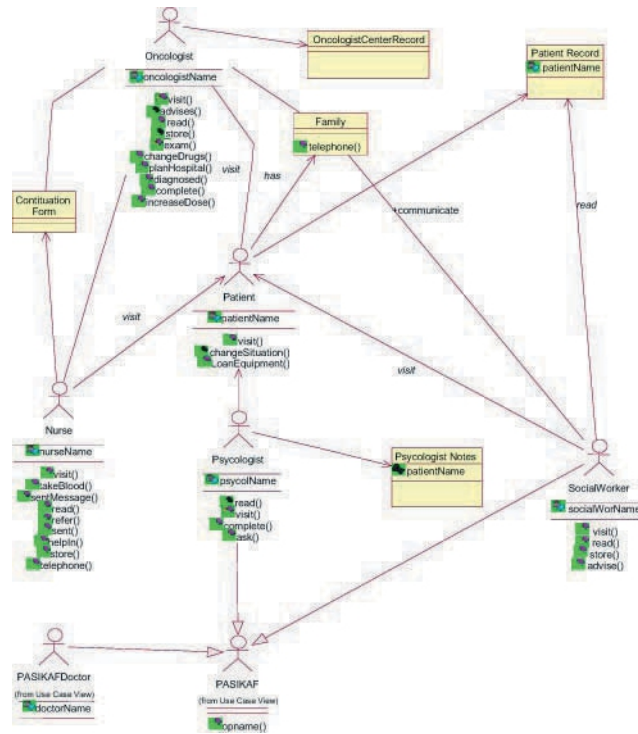 Oncologist
oncologistName
visit()
advises()
read()
store()
exam()
changeDrugs()
planHospital()
diagnosed()
complete()
increaseDose()
OncologistCenterRecord
Patient Record
patientName
Family
telephone()
visit
has
communicate
read
Contituation
Form
visit
Patient
patientName
visit()
changeSituation()
LoanEquipment()
visit
Nurse
nurseName
visit()
takeBlood()
sentMessage()
read()
refer()
sent()
helpIn()
store()
telephone()
Psycologist
psycolName
read()
visit()
complete()
ask()
Psycologist Notes
patientName
SocialWorker
socialWorName
visit()
read()
store()
advise()
PASIKAFDoctor
(from Use Case View)
doctorName
PASIKAF
(from Use Case View)
opname()